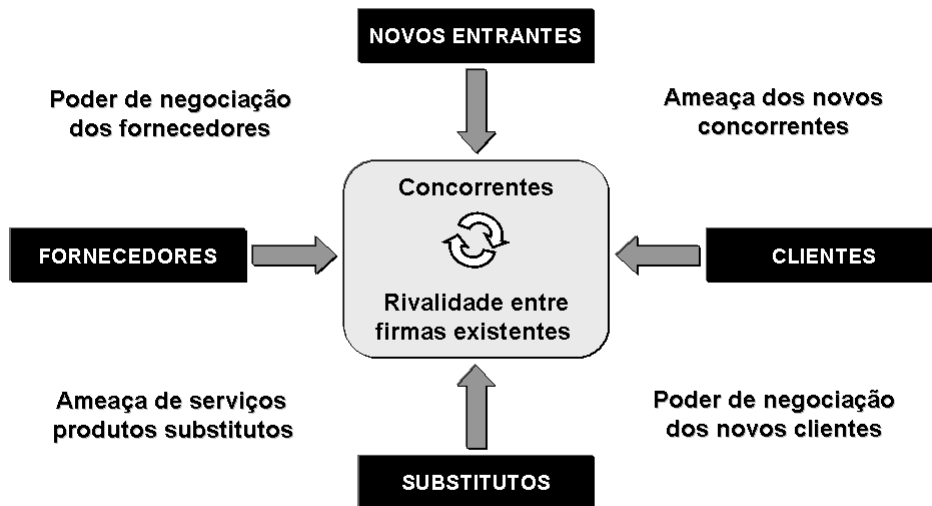 NOVOS ENTRANTES
Poder de negociação
dos fornecedores
Ameaça dos novos
concorrentes
Concorrentes
FORNECEDORES
CLIENTES
Rivalidade entre
firmas existentes
Ameaça de serviços
produtos substitutos
Poder de negociação
dos novos clientes
SUBSTITUTOS